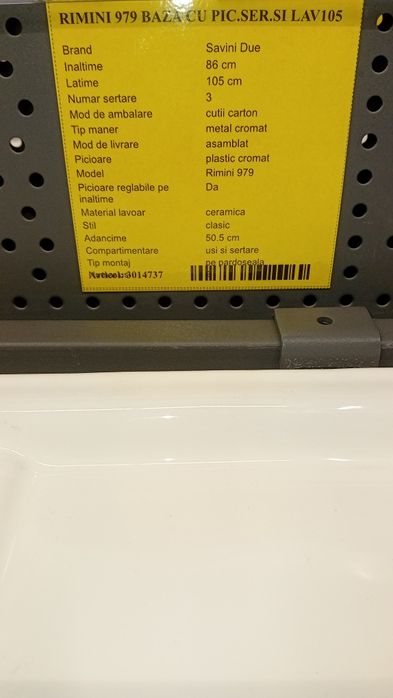 RIMINI 979 BAZA CU PIC.SER.SI LAV105
Brand Savini Due
Inaltime 86 cm
Latime 105 cm
Numar sertare 3
Mod de ambalare cutii carton
Tip maner metal cromat
Mod de livrare asamblat
Picioare plastic cromat
Model Rimini 979
Picioare reglabile pe inaltime Da
Material lavoar ceramica
Stil clasic
Adancime 50.5 cm
Compartimentare usi si sertare
Tip montaj pe pardoseala
Articol: 3014737